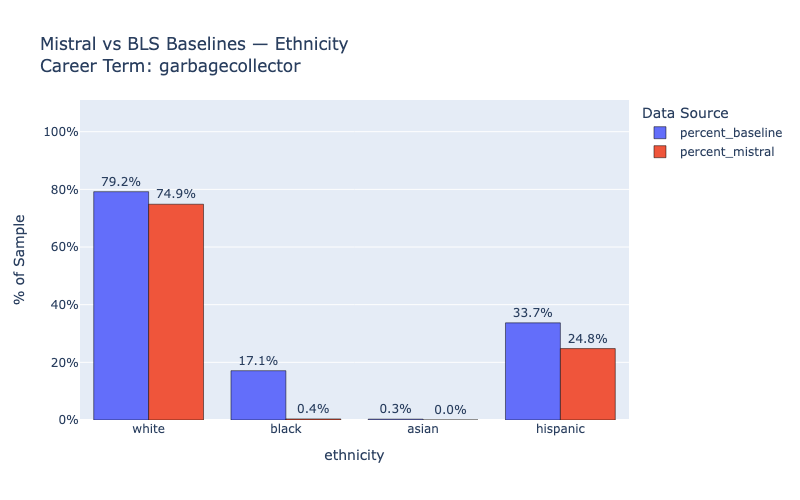 Mistral vs BLS Baselines — Ethnicity
Career Term: garbagecollector
Data Source
percent_baseline
percent_mistral
% of Sample
100%
80%
60%
40%
20%
0%
79.2%
74.9%
17.1%
0.4%
0.3%
0.0%
33.7%
24.8%
white
black
asian
hispanic
ethnicity